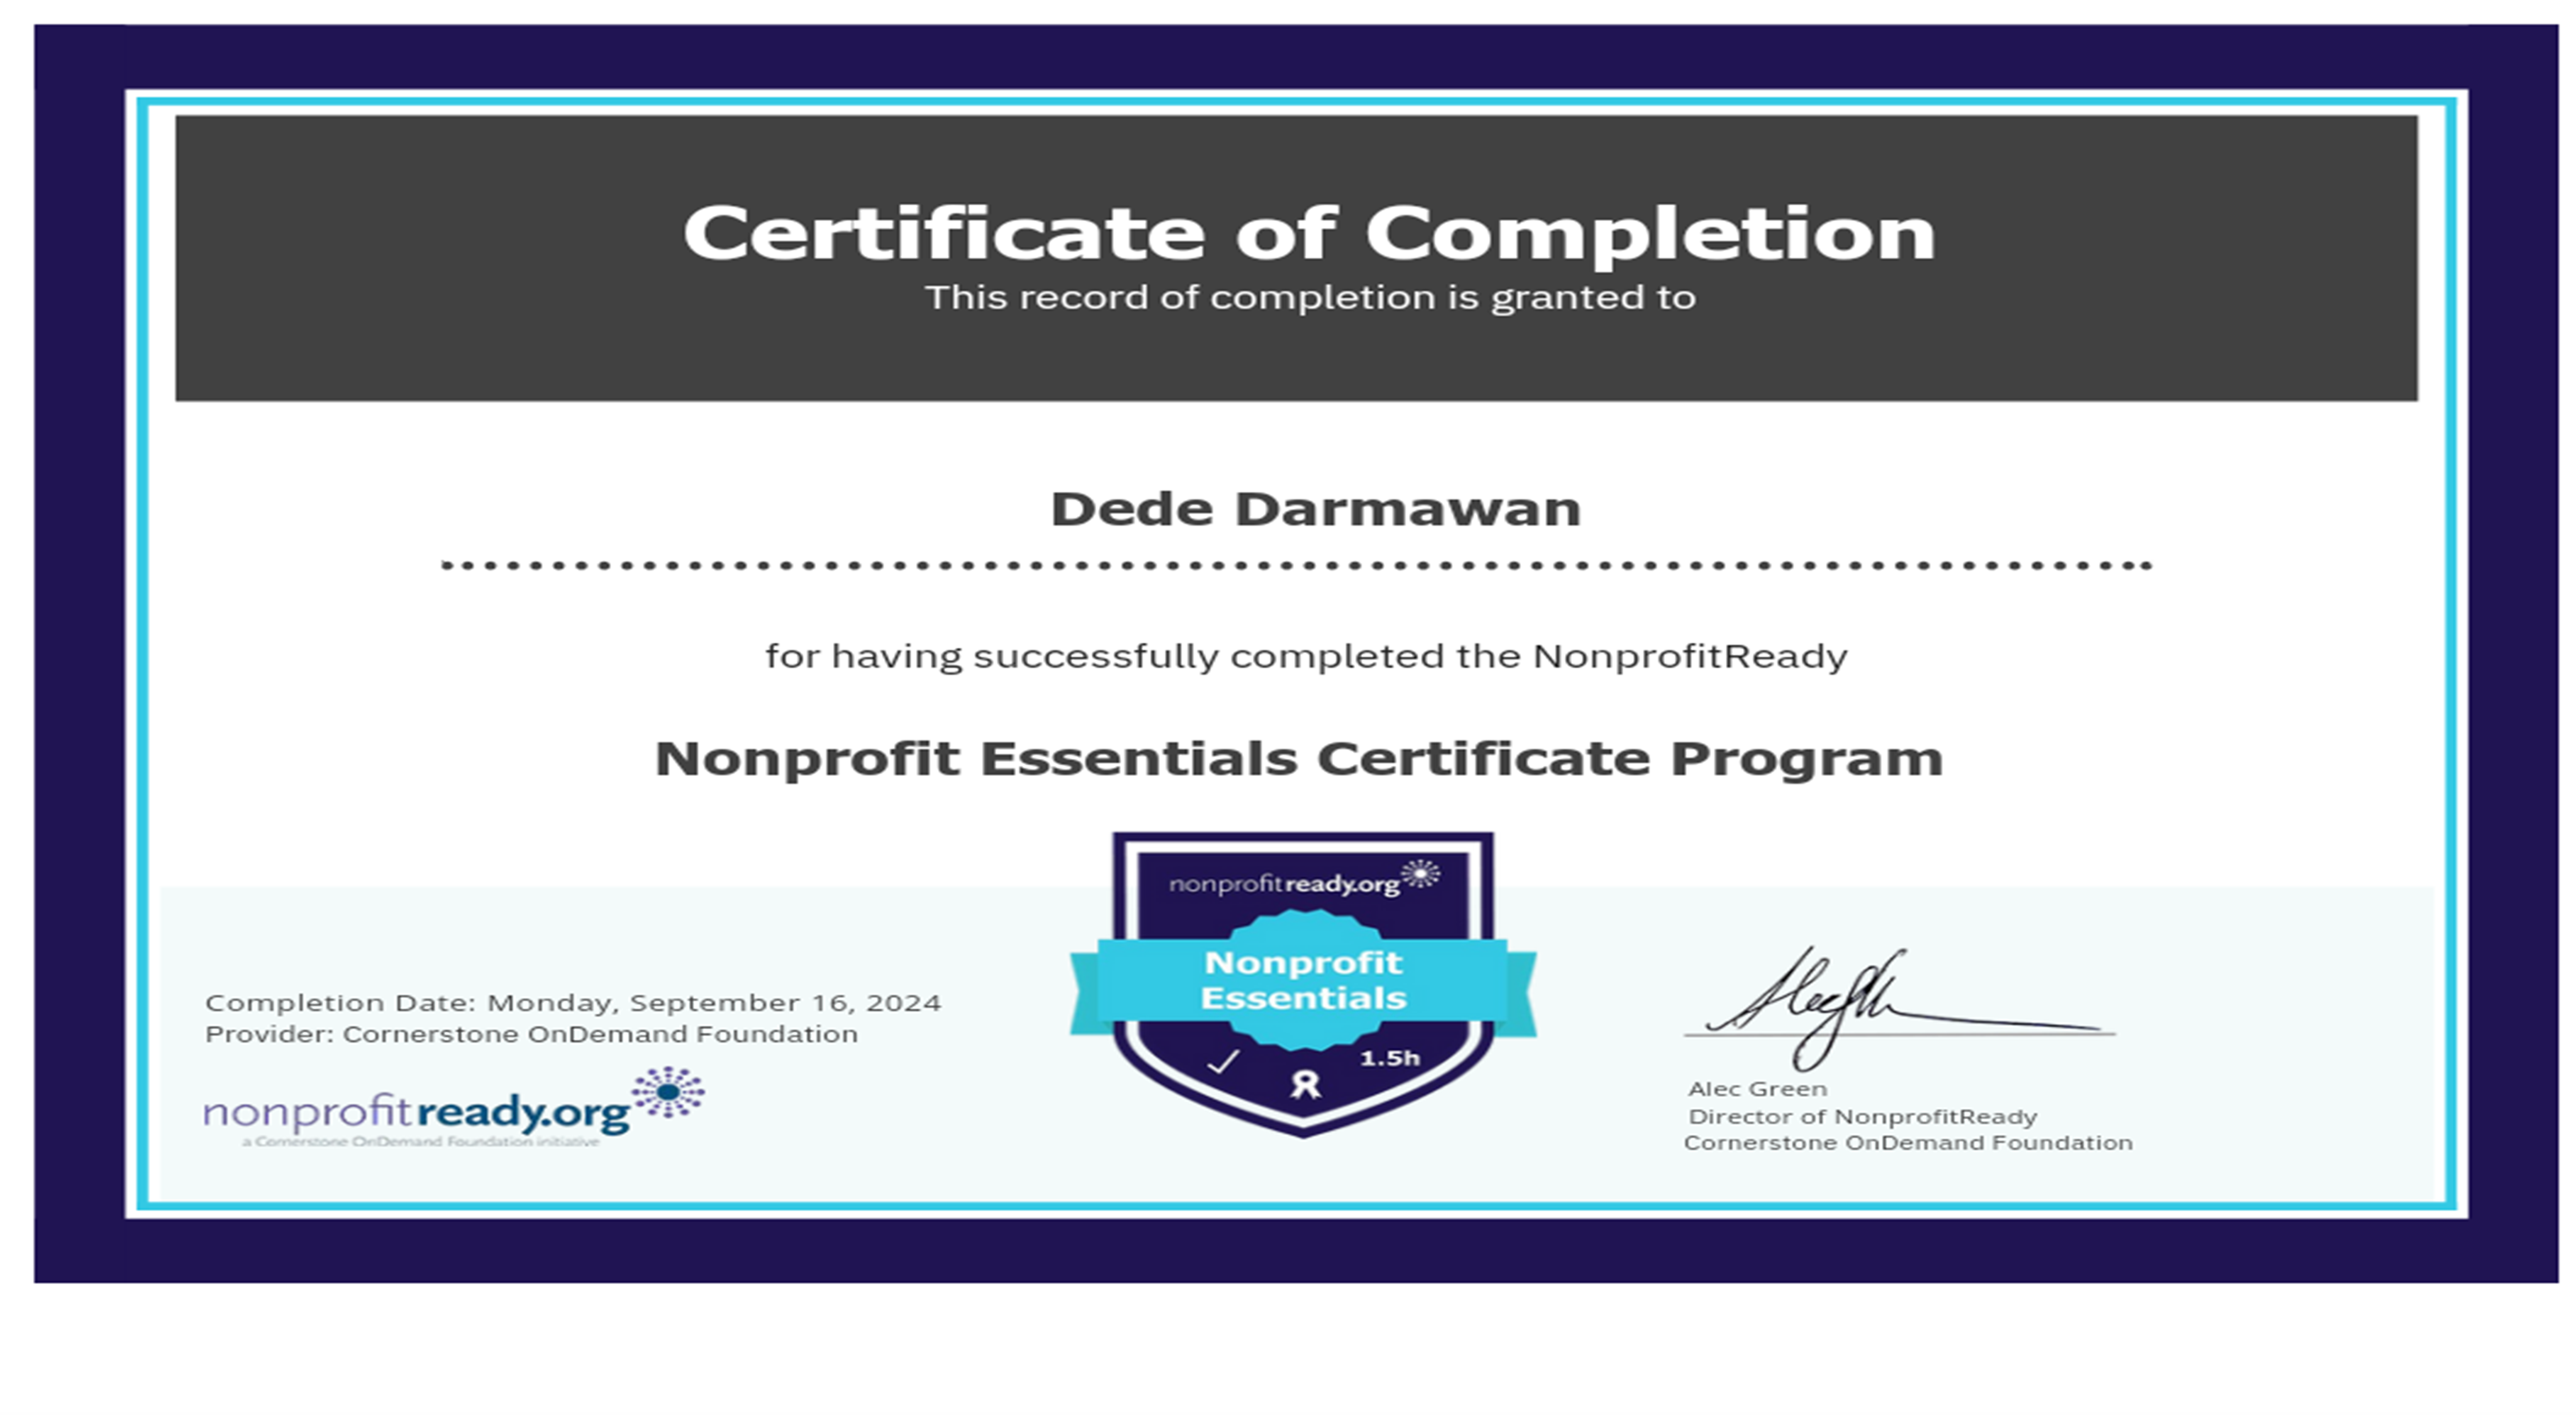 Certificate of Completion
This record of completion is granted to
Dede Darmawan
for having successfully completed the NonprofitReady
Nonprofit Essentials Certificate Program
nonprofitready.org
Nonprofit
Essentials
1.5h
Completion Date: Monday, September 16, 2024
Provider: Cornerstone OnDemand Foundation
nonprofitready.org
a Cornerstone OnDemand Foundation initiative
Alec Green
Director of NonprofitReady
Cornerstone OnDemand Foundation